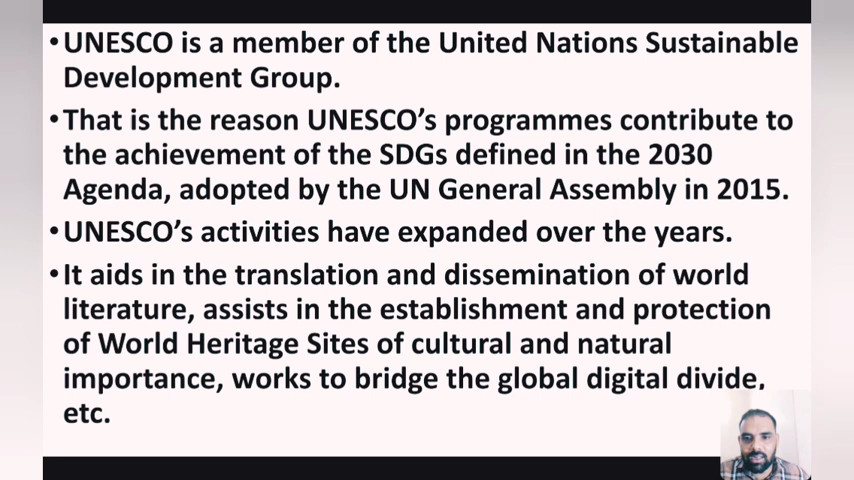 •UNESCO is a member of the United Nations Sustainable
Development Group.
•That is the reason UNESCO’s programmes contribute to
the achievement of the SDGs defined in the 2030
Agenda, adopted by the UN General Assembly in 2015.
•UNESCO’s activities have expanded over the years.
•It aids in the translation and dissemination of world
literature, assists in the establishment and protection
of World Heritage Sites of cultural and natural
importance, works to bridge the global digital divide,
etc.